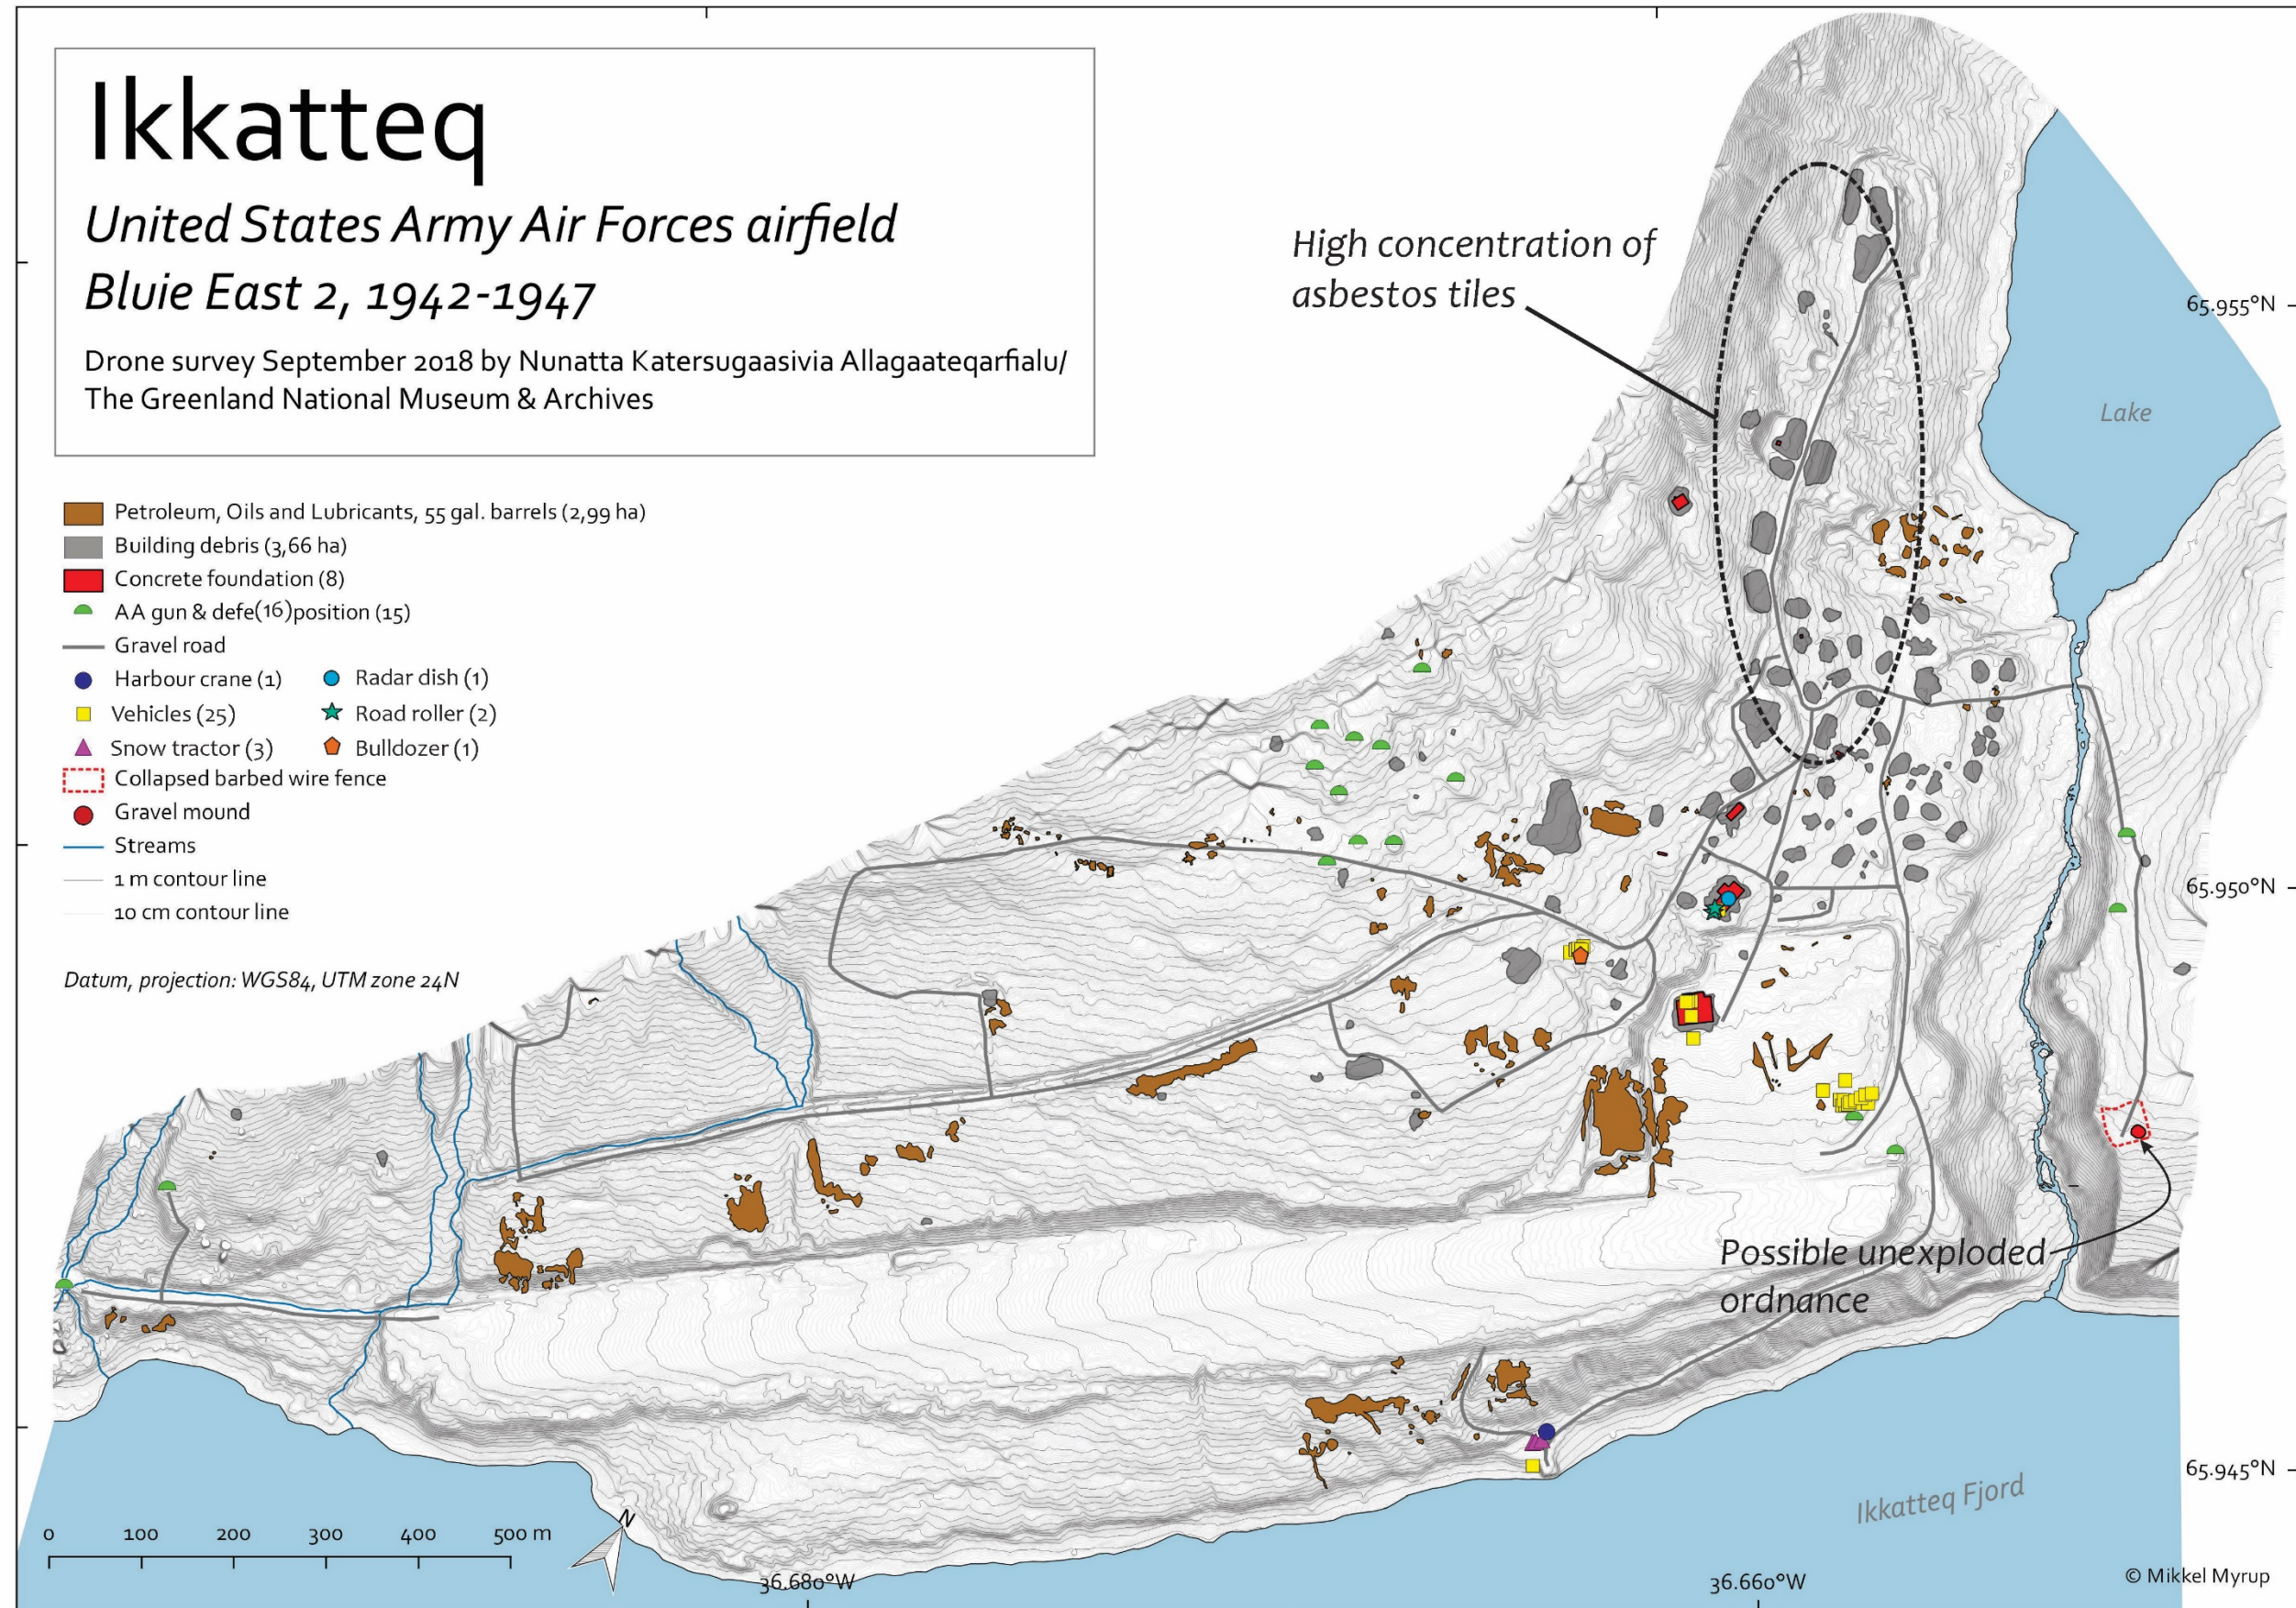 Ikkatteq
United States Army Air Forces airfield
Bluie East 2, 1942-1947
Drone survey September 2018 by Nunatta Katersugaasivia Allagaateqarfialu/
The Greenland National Museum & Archives
High concentration of
asbestos tiles
65.955°N
Lake
Petroleum, Oils and Lubricants, 55 gal. barrels (2,99 ha)
Building debris (3,66 ha)
Concrete foundation (8)
AA gun & defe(16)position (15)
Gravel road
Harbour crane (1)
Radar dish (1)
Vehicles (25)
Road roller (2)
Snow tractor (3)
Bulldozer (1)
Collapsed barbed wire fence
Gravel mound
Streams
1 m contour line
10 cm contour line
65.950°N
Datum, projection: WGS84, UTM zone 24N
Possible unexploded
ordnance
65.945°N
Ikkatteq Fjord
0 100 200 300 400 500 m
N
36.680°W
36.660°W
© Mikkel Myrup